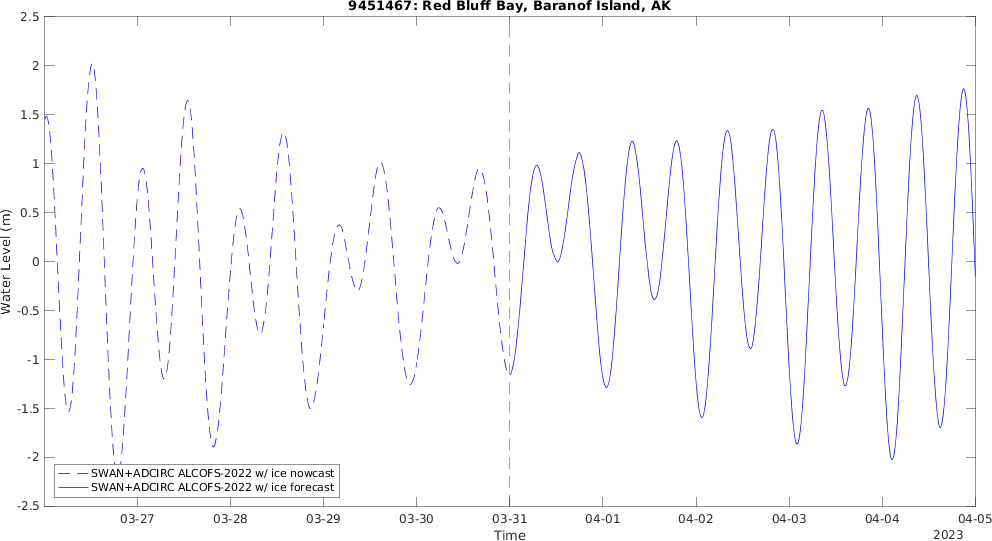 9451467: Red Bluff Bay, Baranof Island, AK
2.5
2
1.5
1
0.5
0
-0.5
-1
-1.5
-2
-2.5
Water Level (m)
SWAN+ADCIRC ALCOFS-2022 w/ ice nowcast
SWAN+ADCIRC ALCOFS-2022 w/ ice forecast
03-27 03-28 03-29 03-30 03-31 04-01 04-02 04-03 04-04 04-05
Time
2023